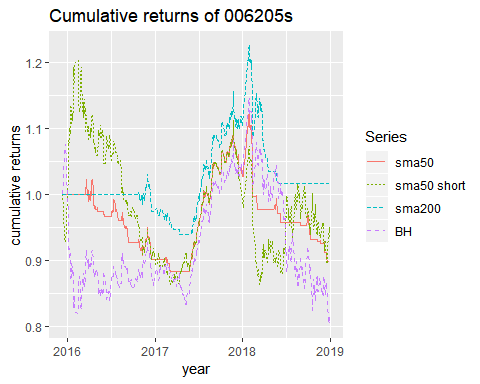 Cumulative returns of 006205s
cumulative returns
1.2
1.1
1.0
0.9
0.8
2016
2017
2018
2019
year
Series
sma50
sma50 short
sma200
BH